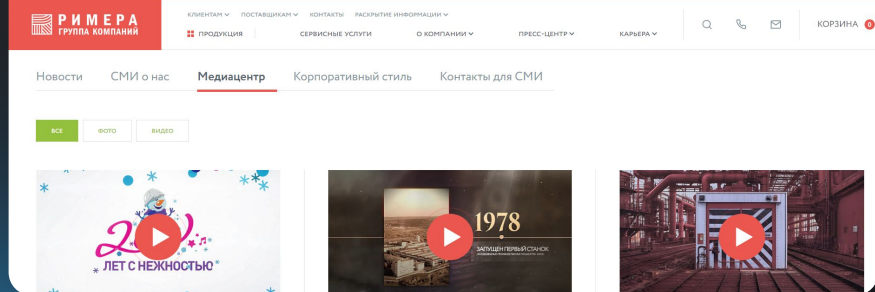 РИМЕРА
ГРУППА КОМПАНИЙ
КЛИЕНТАМ ПОСТАВЩИКАМ КОНТАКТЫ РАСКРЫТИЕ ИНФОРМАЦИИ
ПРОДУКЦИЯ СЕРВИСНЫЕ УСЛУГИ О КОМПАНИИ ПРЕСС-ЦЕНТР КАРЬЕРА
КОРЗИНА 0
Новости СМИ о нас Медиацентр Корпоративный стиль Контакты для СМИ
ВСЕ ФОТО ВИДЕО
ЛЕТ С НЕЖНОСТЬЮ
1978
ЗАПУЩЕН ПЕРВЫЙ СТАНОК